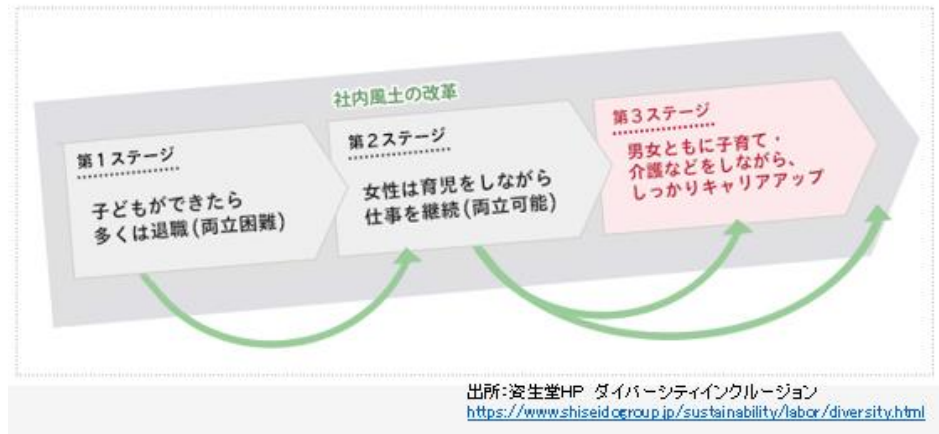 社内風土の改革
第1ステージ
子どもができたら
多くは退職(両立困難)
第2ステージ
女性は育児をしながら
仕事を継続(両立可能)
第3ステージ
男女ともに子育て・
介護などをしながら、
しっかりキャリアアップ
出所:資生堂HP ダイバーシティインクルージョン
https://www.shiseidogroup.jp/sustainability/labor/diversity.html